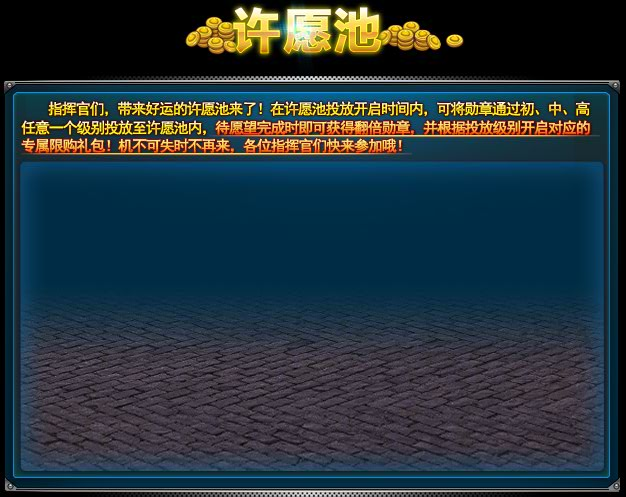 许愿池
指挥官们，带来好运的许愿池来了！在许愿池投放开启时间内，可将勋章通过初、中、高
任意一个级别投放至许愿池内，待愿望完成时即可获得翻倍勋章，并根据投放级别开启对应的
专属限购礼包！机不可失时不再来，各位指挥官们快来参加哦！